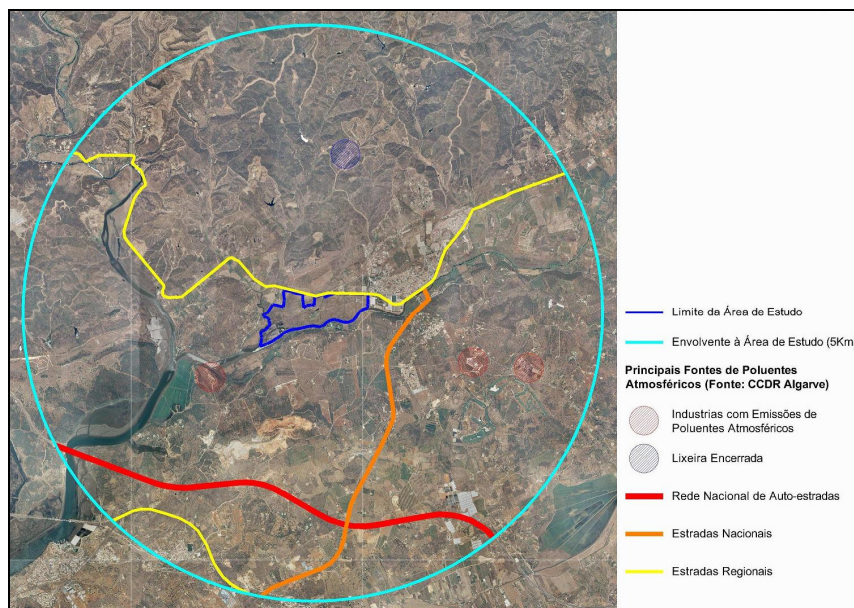 Limite da Área de Estudo
Envolvente à Área de Estudo (5Km
Principais Fontes de Poluentes
Atmosféricos (Fonte: CCDR Algarve)
Industrias com Emissões de
Poluentes Atmosféricos
Lixeira Encerrada
Rede Nacional de Auto-estradas
Estradas Nacionais
Estradas Regionais